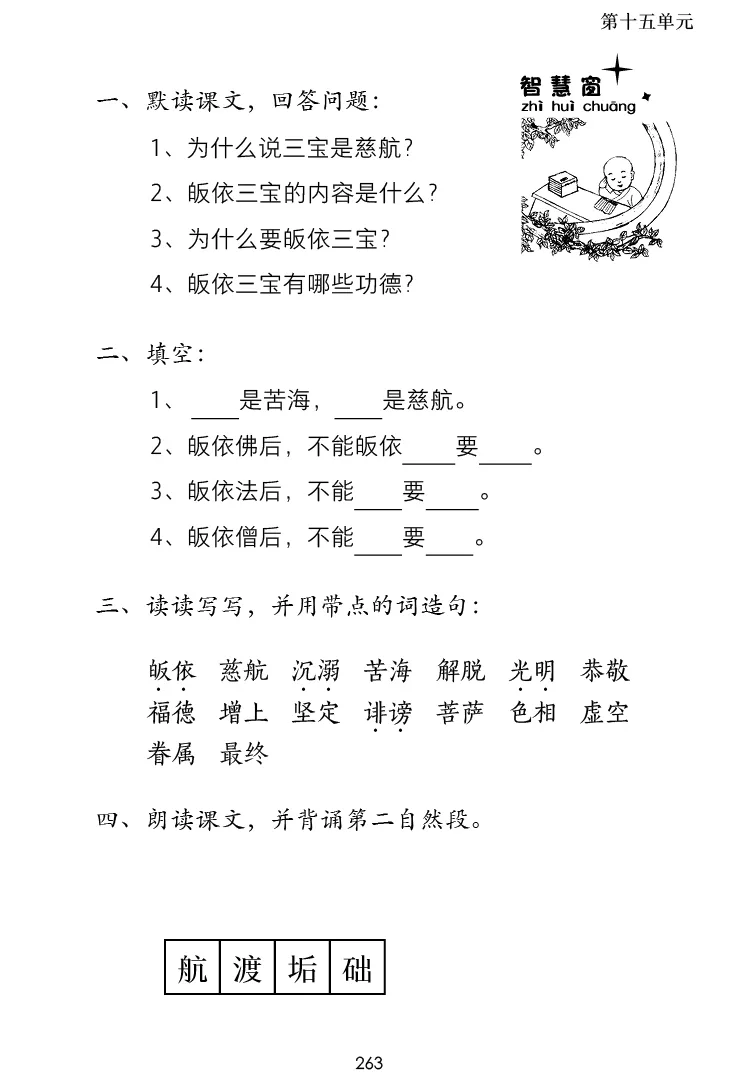 第十五单元
智慧窗
zhì huì chuāng
一、默读课文，回答问题：
1、为什么说三宝是慈航？
2、皈依三宝的内容是什么？
3、为什么要皈依三宝？
4、皈依三宝有哪些功德？
二、填空：
1、____是苦海，____是慈航。
2、皈依佛后，不能皈依____要____。
3、皈依法后，不能____要____。
4、皈依僧后，不能____要____。
三、读读写写，并用带点的词造句：
皈依 慈航 沉溺 苦海 解脱 光明 恭敬
福德 增上 坚定 诽谤 菩萨 色相 虚空
眷属 最终
四、朗读课文，并背诵第二自然段。
航 渡 垢 础
263